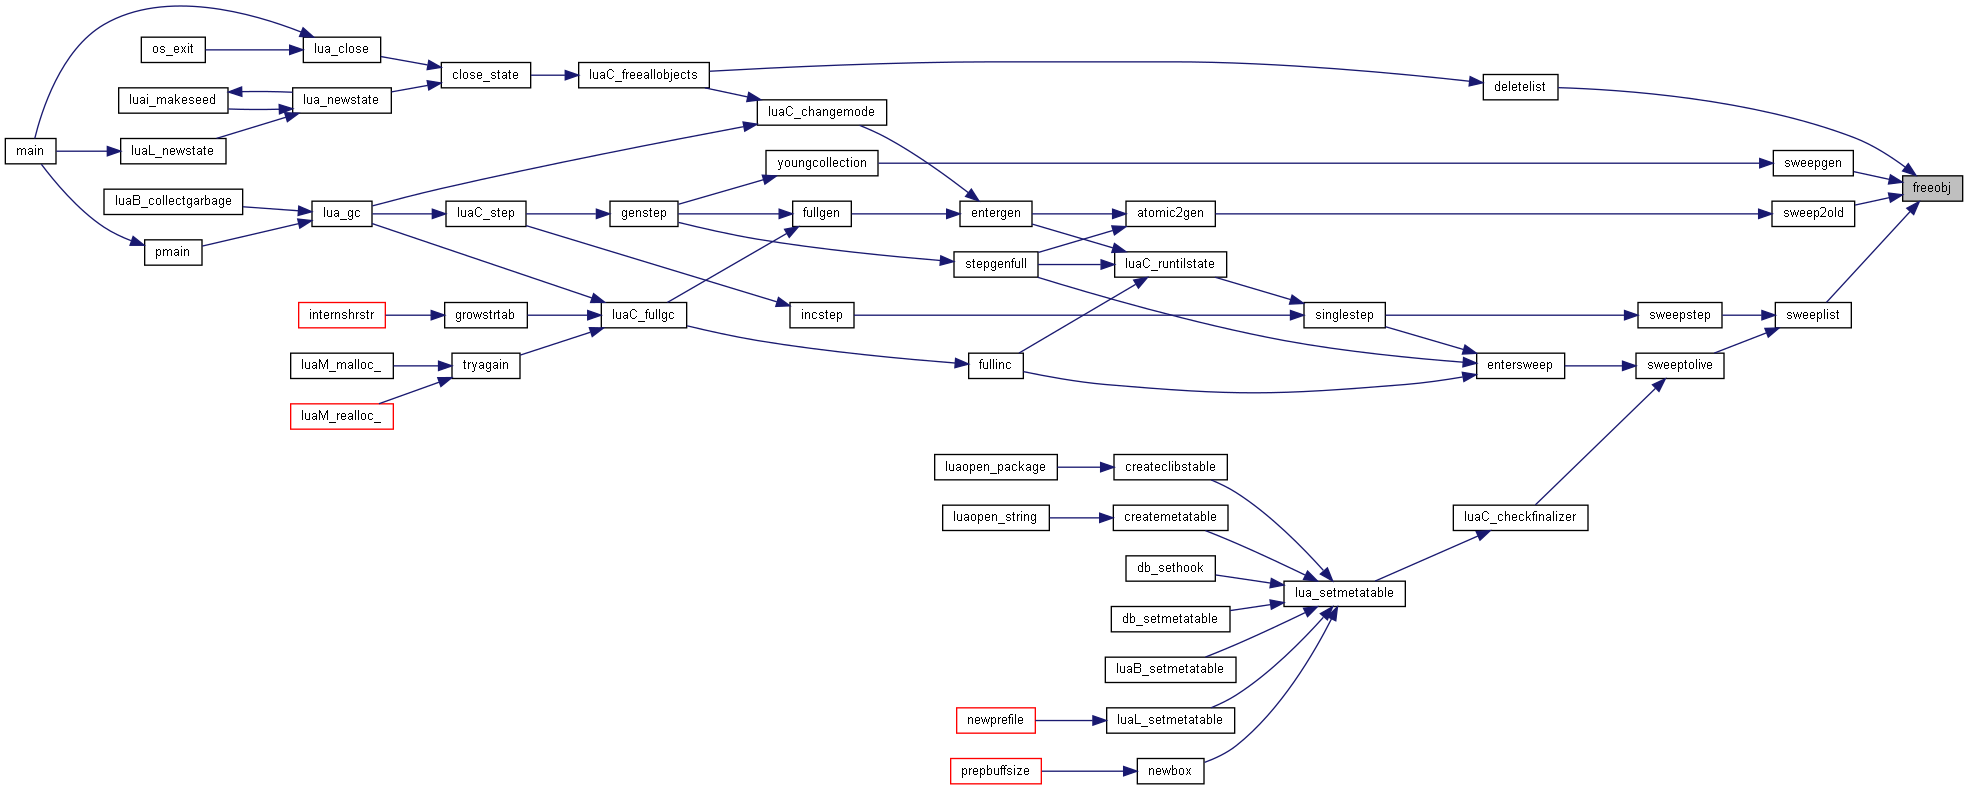 lua_close
os_exit
close_state
luaC_freeallobjects
deletelist
luai_makeseed
lua_newstate
luaC_changemode
main
luaL_newstate
youngcollection
sweepgen
freeobj
luaB_collectgarbage
lua_gc
luaC_step
genstep
fullgen
entergen
atomic2gen
sweep2old
pmain
stepgenfull
luaC_runtilstate
internshrstr
growstrtab
luaC_fullgc
incstep
singlestep
sweepstep
sweeplist
luaM_malloc_
tryagain
fullinc
entersweep
sweeptolive
luaM_realloc_
luaopen_package
createclibstable
luaopen_string
createmetatable
luaC_checkfinalizer
db_sethook
lua_setmetatable
db_setmetatable
luaB_setmetatable
newprefile
luaL_setmetatable
prepbuffsize
newbox